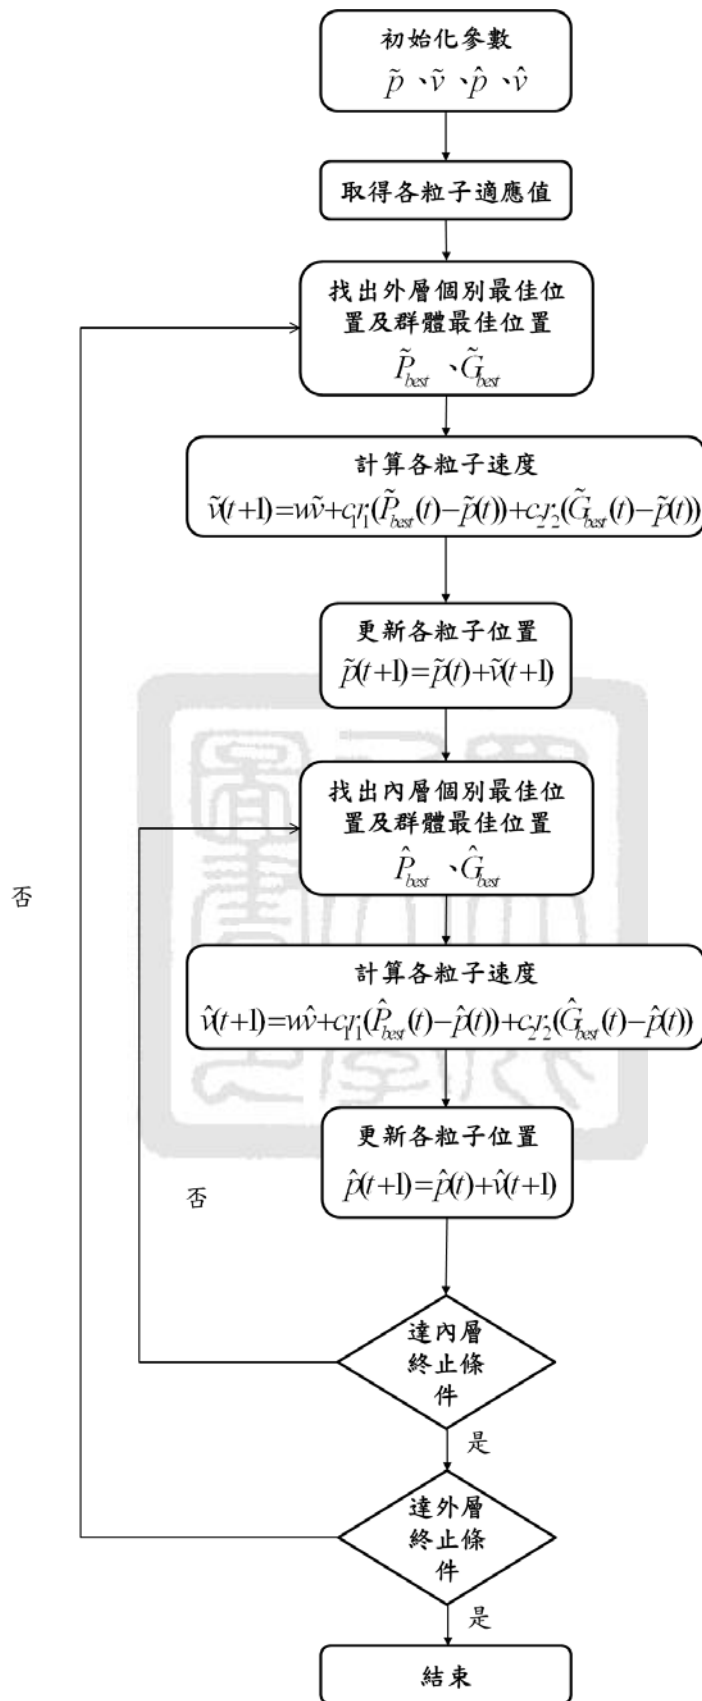 初始化參數
p̃、ṽ、p̂、v̂
取得各粒子適應值
找出外層個別最佳位
置及群體最佳位置
P̃best、G̃best
計算各粒子速度
ṽ(t+1)=wṽ+c₁r₁(P̃best(t)−p̃(t))+c₂r₂(G̃best(t)−p̃(t))
更新各粒子位置
p̃(t+1)=p̃(t)+ṽ(t+1)
找出內層個別最佳位
置及群體最佳位置
P̂best、Ĝbest
否
計算各粒子速度
v̂(t+1)=wv̂+c₁r₁(P̂best(t)−p̂(t))+c₂r₂(Ĝbest(t)−p̂(t))
更新各粒子位置
p̂(t+1)=p̂(t)+v̂(t+1)
否
達內層
終止條
件
是
達外層
終止條
件
是
結束